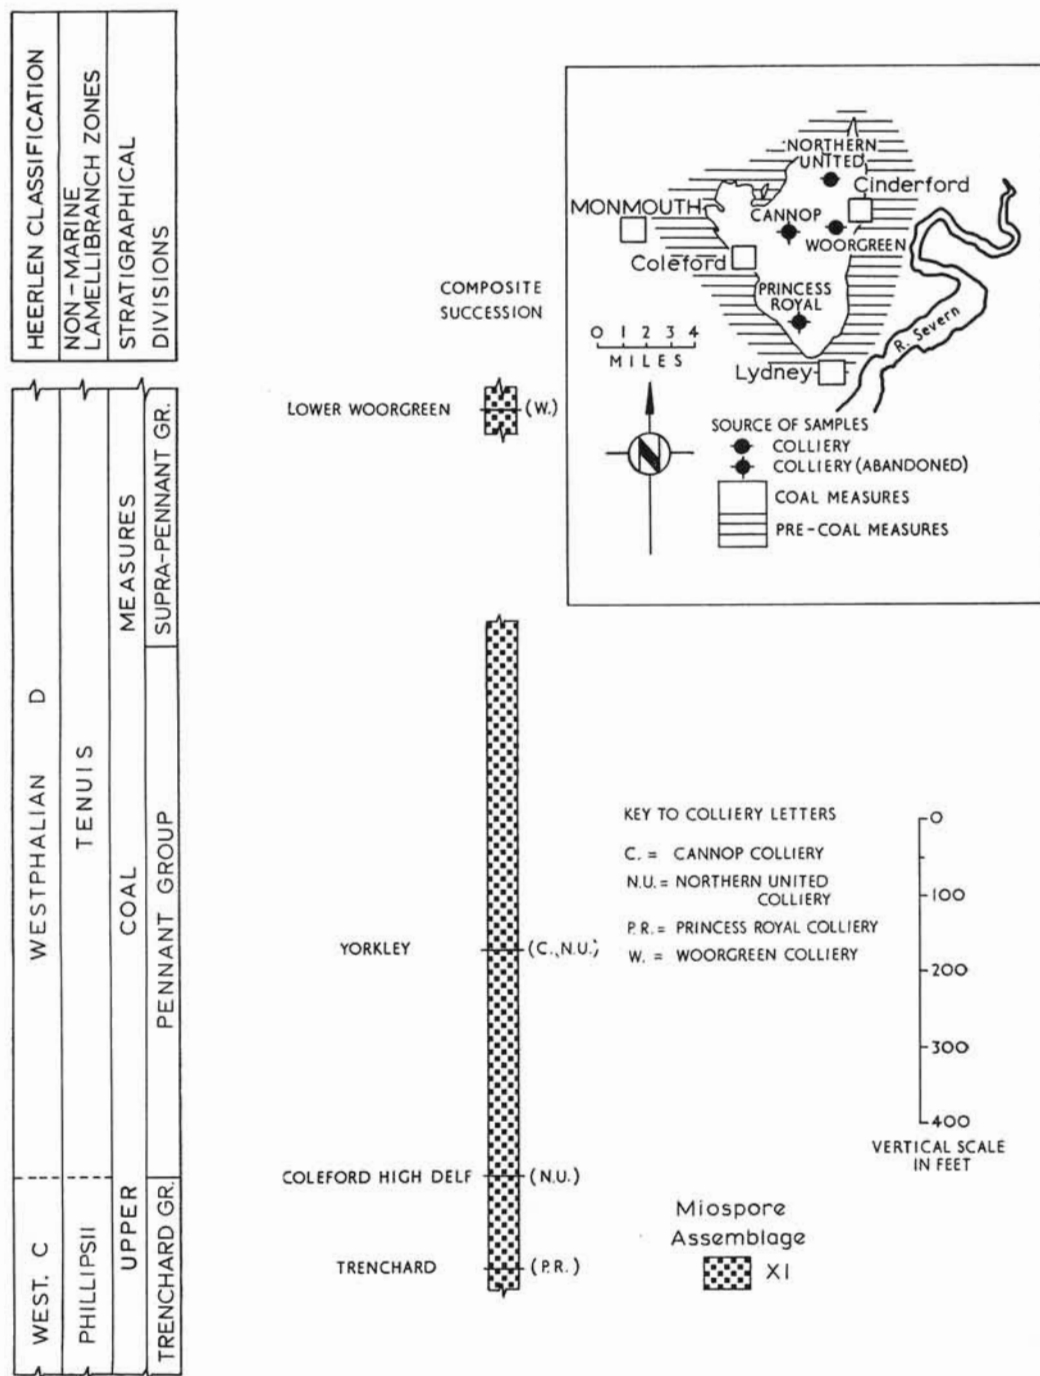 HEERLEN CLASSIFICATION
NON-MARINE
LAMELLIBRANCH ZONES
STRATIGRAPHICAL
DIVISIONS
WESTPHALIAN D
WEST. C
TENUIS
PHILLIPSII
UPPER COAL MEASURES
SUPRA-PENNANT GR.
PENNANT GROUP
TRENCHARD GR.
COMPOSITE
SUCCESSION
LOWER WOORGREEN (W.)
YORKLEY (C., N.U.)
COLEFORD HIGH DELF (N.U.)
TRENCHARD (P.R.)
NORTHERN
UNITED
Cinderford
MONMOUTH
CANNOP
WOORGREEN
Coleford
PRINCESS
ROYAL
R. Severn
0 1 2 3 4
MILES
Lydney
N
SOURCE OF SAMPLES
COLLIERY
COLLIERY (ABANDONED)
COAL MEASURES
PRE-COAL MEASURES
KEY TO COLLIERY LETTERS
C. = CANNOP COLLIERY
N.U. = NORTHERN UNITED
COLLIERY
P.R. = PRINCESS ROYAL COLLIERY
W. = WOORGREEN COLLIERY
0
100
200
300
400
VERTICAL SCALE
IN FEET
Miospore
Assemblage
XI